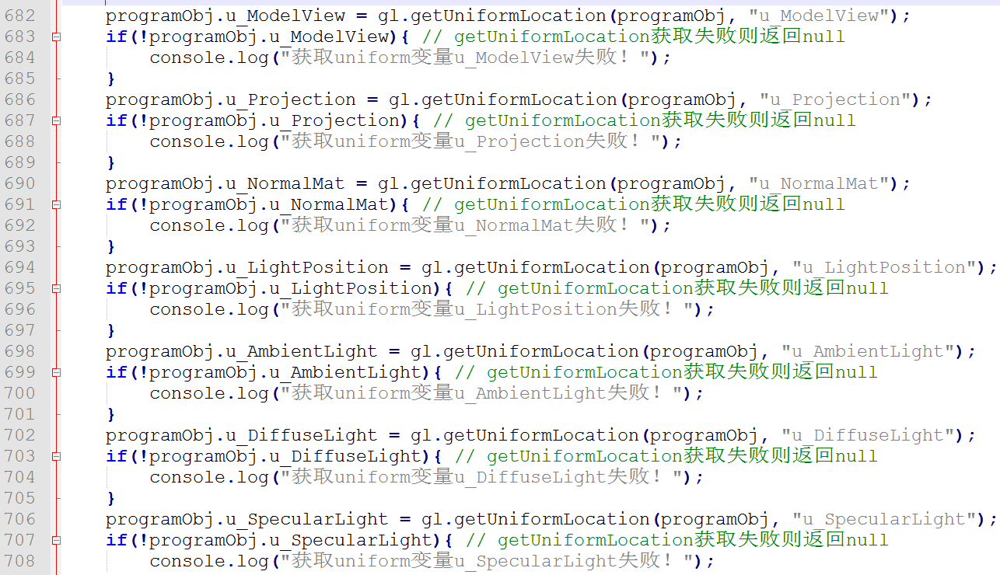 682 programObj.u_ModelView = gl.getUniformLocation(programObj, "u_ModelView");
683 if(!programObj.u_ModelView){ // getUniformLocation获取失败则返回null
684 console.log("获取uniform变量u_ModelView失败！");
685 }
686 programObj.u_Projection = gl.getUniformLocation(programObj, "u_Projection");
687 if(!programObj.u_Projection){ // getUniformLocation获取失败则返回null
688 console.log("获取uniform变量u_Projection失败！");
689 }
690 programObj.u_NormalMat = gl.getUniformLocation(programObj, "u_NormalMat");
691 if(!programObj.u_NormalMat){ // getUniformLocation获取失败则返回null
692 console.log("获取uniform变量u_NormalMat失败！");
693 }
694 programObj.u_LightPosition = gl.getUniformLocation(programObj, "u_LightPosition");
695 if(!programObj.u_LightPosition){ // getUniformLocation获取失败则返回null
696 console.log("获取uniform变量u_LightPosition失败！");
697 }
698 programObj.u_AmbientLight = gl.getUniformLocation(programObj, "u_AmbientLight");
699 if(!programObj.u_AmbientLight){ // getUniformLocation获取失败则返回null
700 console.log("获取uniform变量u_AmbientLight失败！");
701 }
702 programObj.u_DiffuseLight = gl.getUniformLocation(programObj, "u_DiffuseLight");
703 if(!programObj.u_DiffuseLight){ // getUniformLocation获取失败则返回null
704 console.log("获取uniform变量u_DiffuseLight失败！");
705 }
706 programObj.u_SpecularLight = gl.getUniformLocation(programObj, "u_SpecularLight");
707 if(!programObj.u_SpecularLight){ // getUniformLocation获取失败则返回null
708 console.log("获取uniform变量u_SpecularLight失败！");